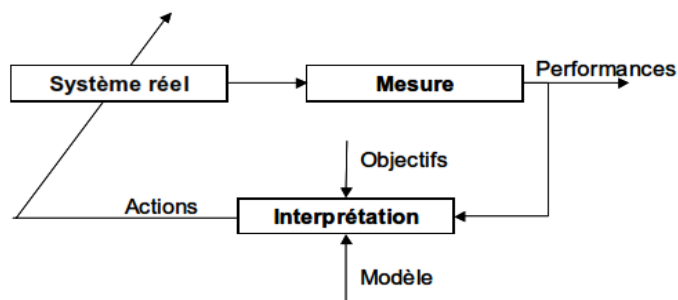 Performances
Système réel
Mesure
Objectifs
Actions
Interprétation
Modèle